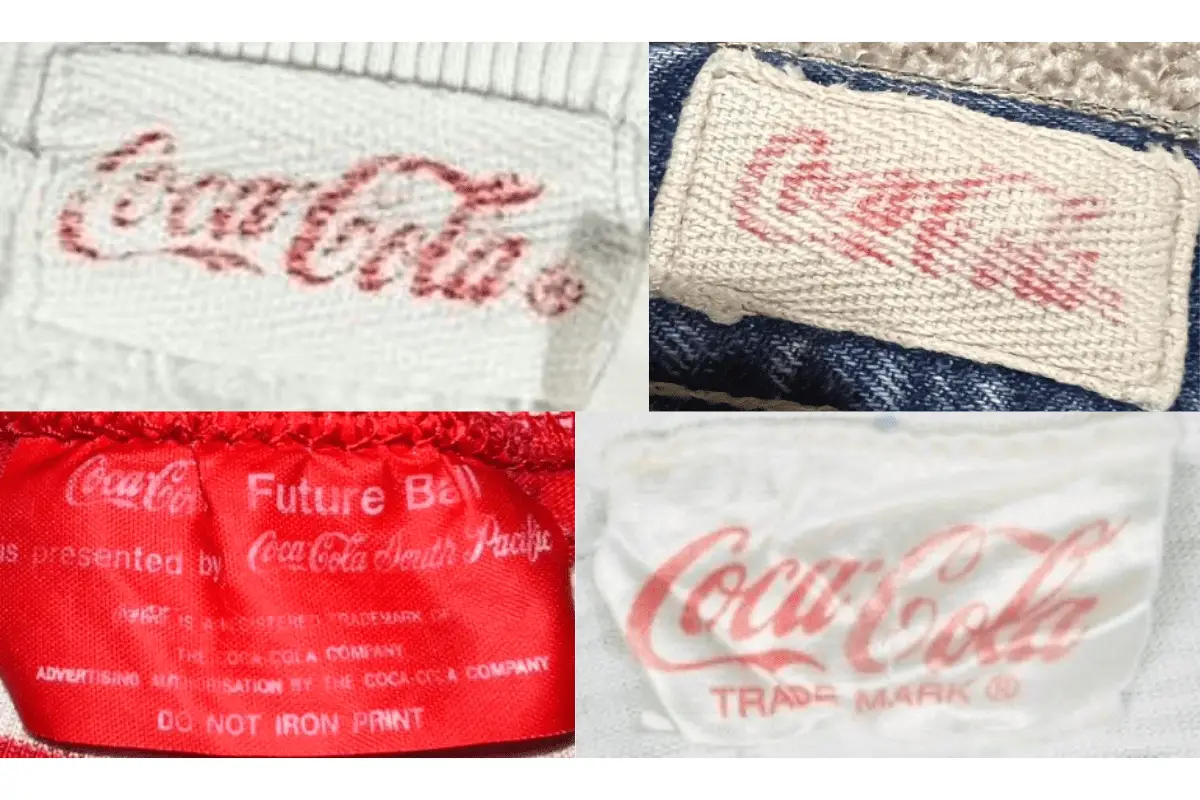 Coca-Cola ®
Coca-Cola
Coca-Cola Future Ball
is presented by Coca-Cola South Pacific
IS A REGISTERED TRADEMARK OF
THE COCA-COLA COMPANY
ADVERTISING AUTHORISATION BY THE COCA-COLA COMPANY
DO NOT IRON PRINT
Coca-Cola
TRADE MARK ®